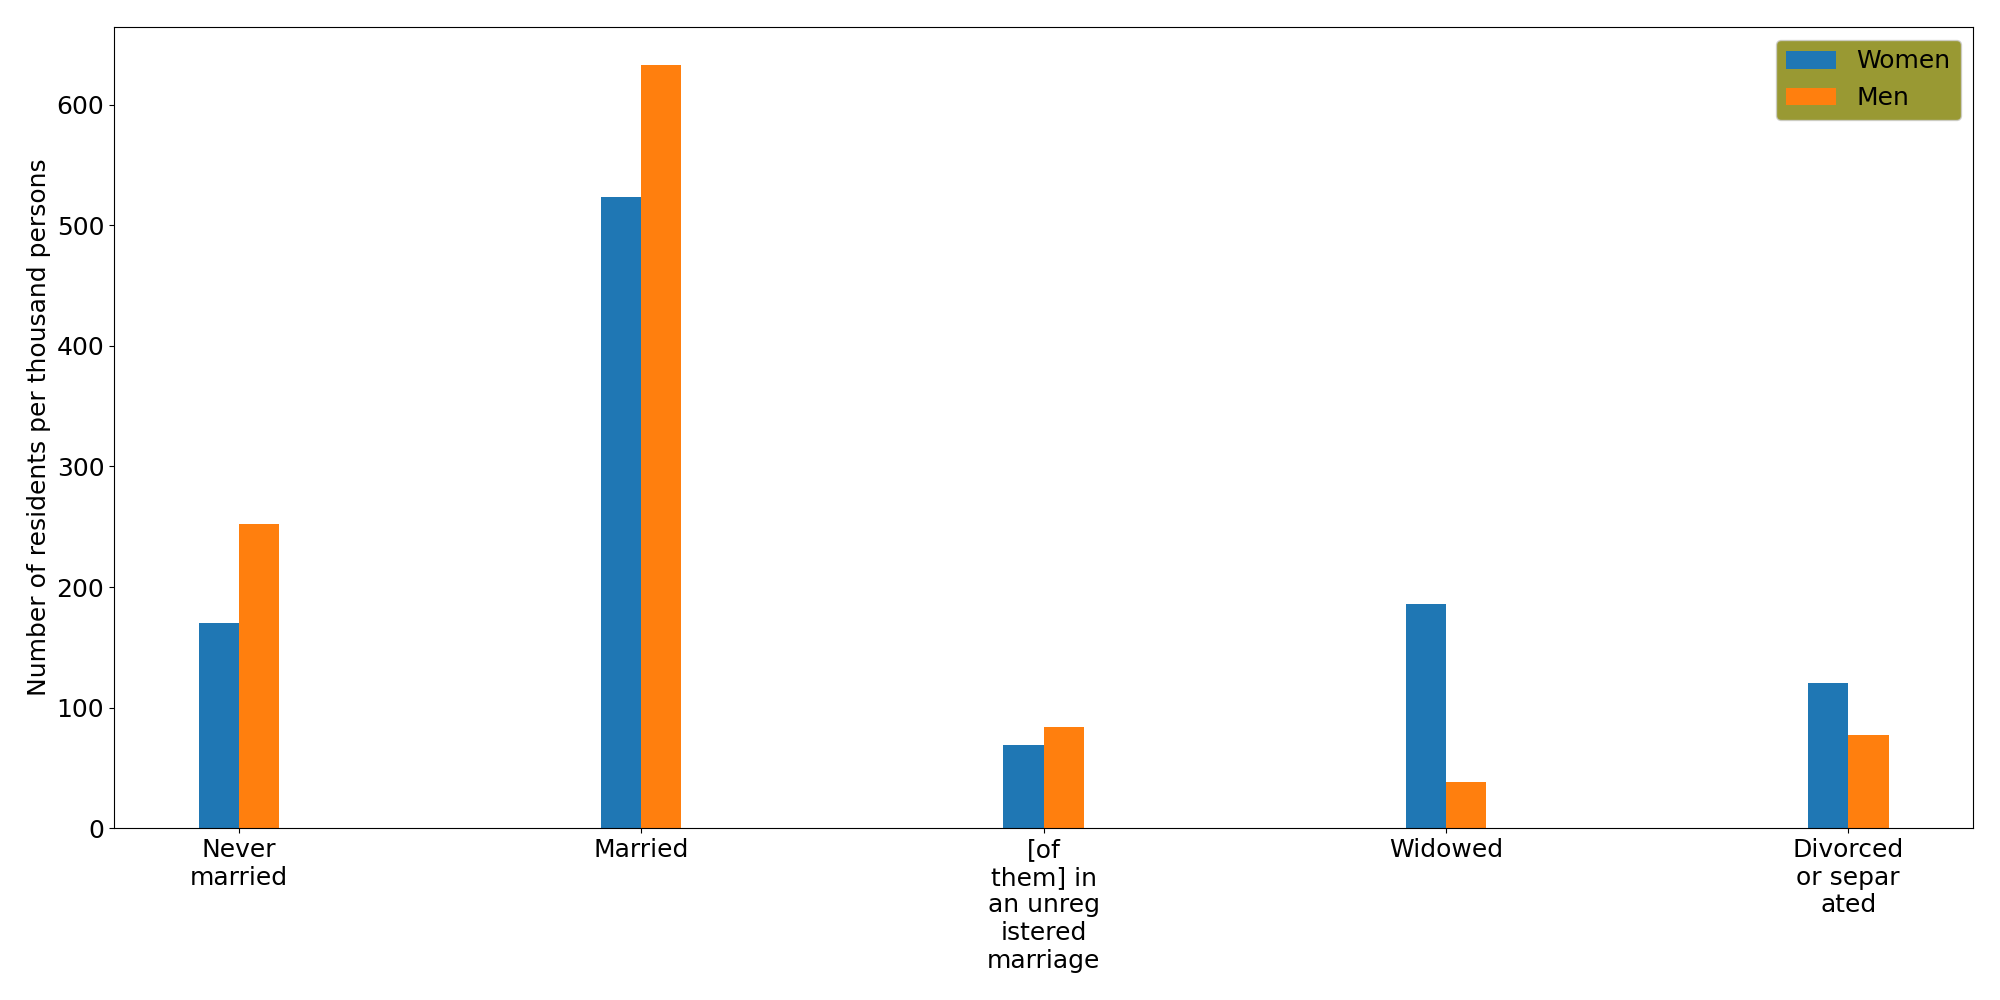 Women
Men
Number of residents per thousand persons
600
500
400
300
200
100
0
Never
married
Married
[of
them] in
an unreg
istered
marriage
Widowed
Divorced
or separ
ated